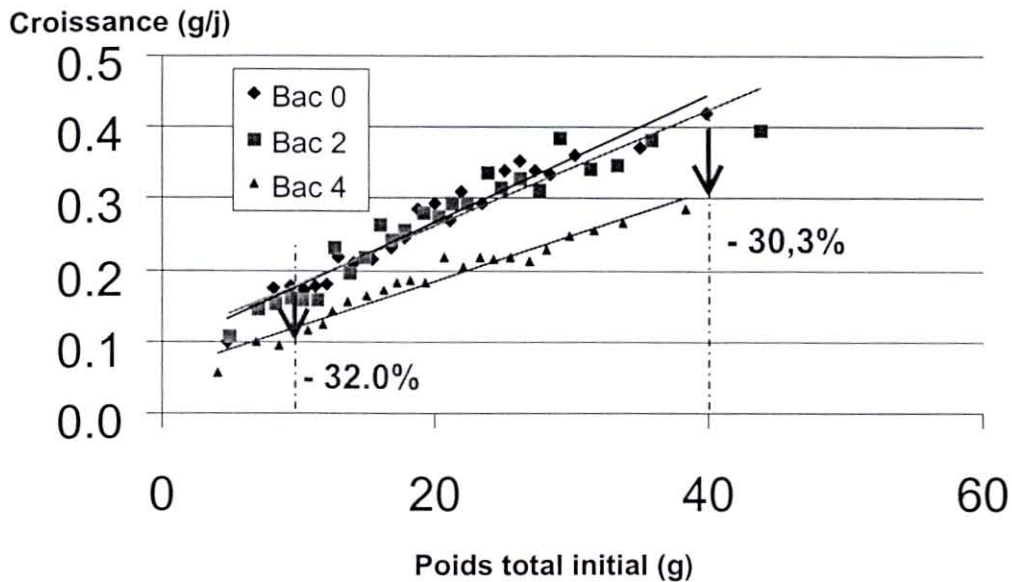 Croissance (g/j)
0.5
Bac 0
0.4
Bac 2
Bac 4
0.3
- 30,3%
0.2
0.1
- 32.0%
0.0
0 20 40 60
Poids total initial (g)